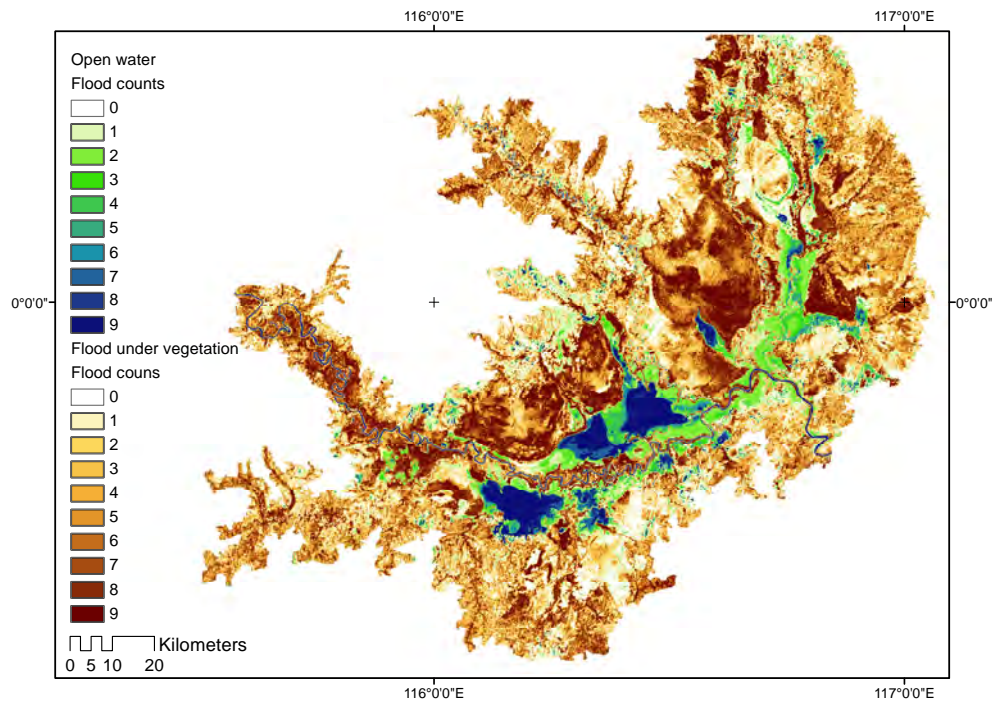 116°0'0"E 117°0'0"E
Open water
Flood counts
0
1
2
3
4
5
6
7
8
9
Flood under vegetation
Flood couns
0
1
2
3
4
5
6
7
8
9
Kilometers
0 5 10 20
0°0'0" 0°0'0"
116°0'0"E 117°0'0"E